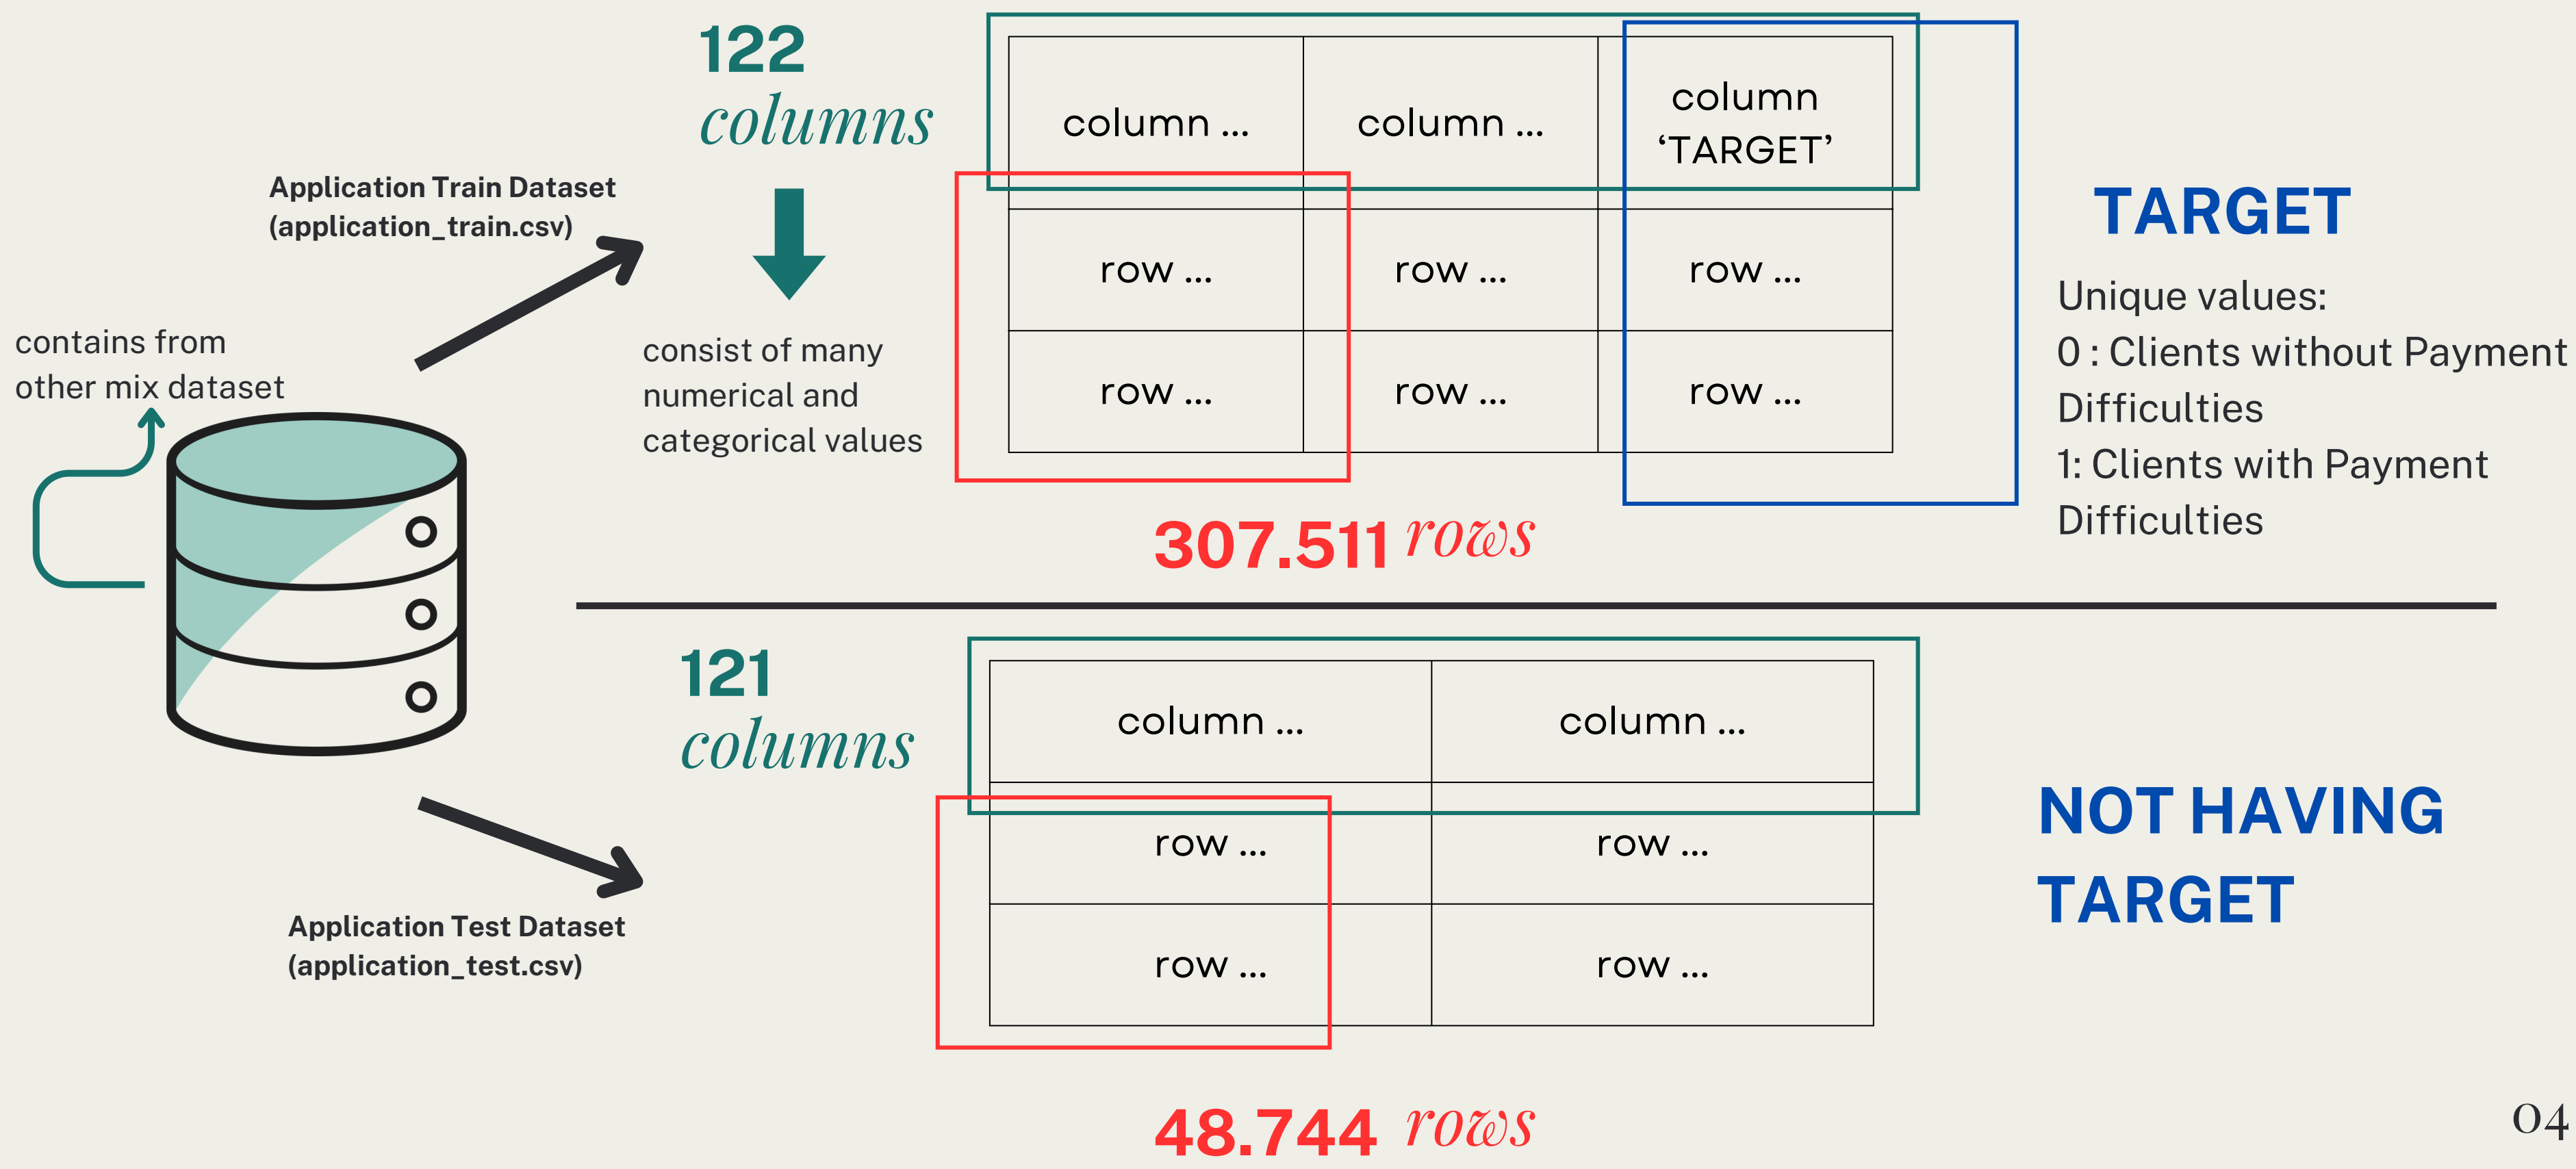 122
columns
Application Train Dataset
(application_train.csv)
contains from
other mix dataset
consist of many
numerical and
categorical values
column ... column ... column
‘TARGET’
row ... row ... row ...
row ... row ... row ...
307.511 rows
TARGET
Unique values:
0 : Clients without Payment
Difficulties
1: Clients with Payment
Difficulties
121
columns
Application Test Dataset
(application_test.csv)
column ... column ...
row ... row ...
row ... row ...
48.744 rows
NOT HAVING
TARGET
04